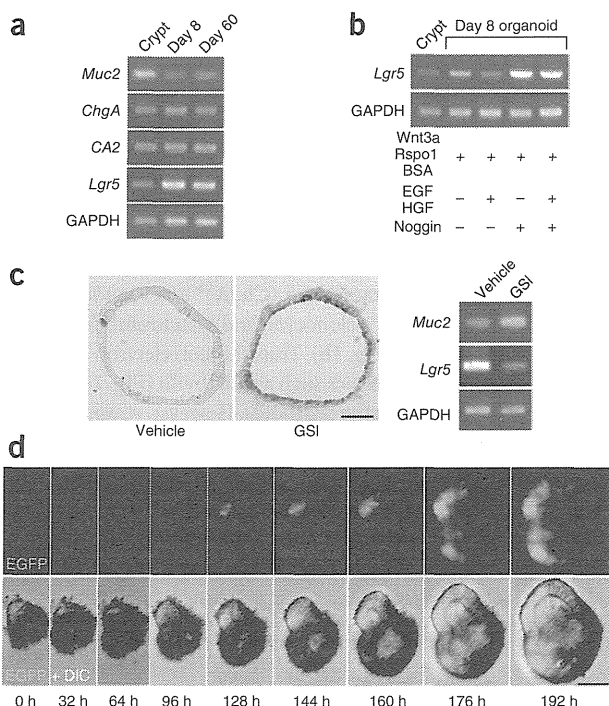 a
Crypt
Day 8
Day 60
Muc2
ChgA
CA2
Lgr5
GAPDH
b
Crypt
Day 8 organoid
Lgr5
GAPDH
Wnt3a
Rspo1 + + + +
BSA
EGF
HGF – + – +
Noggin – – + +
c
Vehicle
GSI
Vehicle
GSI
Muc2
Lgr5
GAPDH
d
EGFP
EGFP + DIC
0 h 32 h 64 h 96 h 128 h 144 h 160 h 176 h 192 h